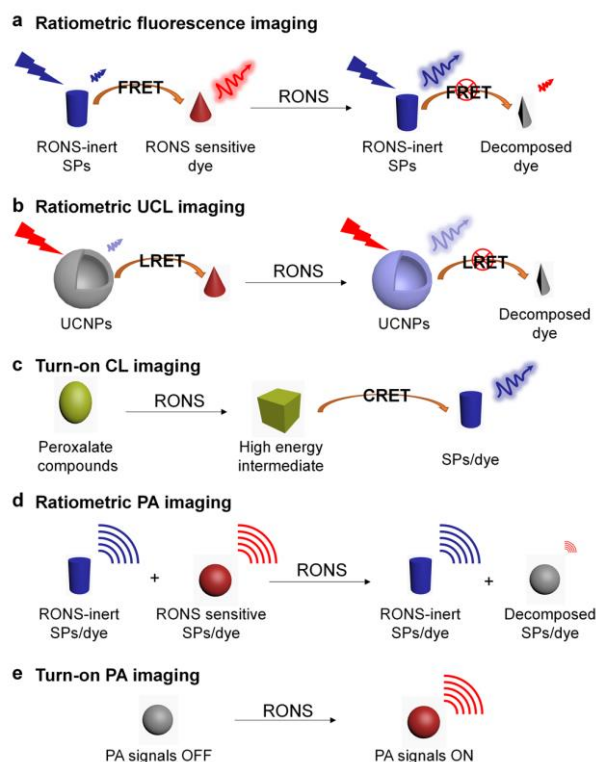 a Ratiometric fluorescence imaging
FRET
RONS
FRET
RONS-inert SPs
RONS sensitive dye
RONS-inert SPs
Decomposed dye
b Ratiometric UCL imaging
LRET
RONS
LRET
UCNPs
UCNPs
Decomposed dye
c Turn-on CL imaging
RONS
CRET
Peroxalate compounds
High energy intermediate
SPs/dye
d Ratiometric PA imaging
+
RONS
+
RONS-inert SPs/dye
RONS sensitive SPs/dye
RONS-inert SPs/dye
Decomposed SPs/dye
e Turn-on PA imaging
RONS
PA signals OFF
PA signals ON